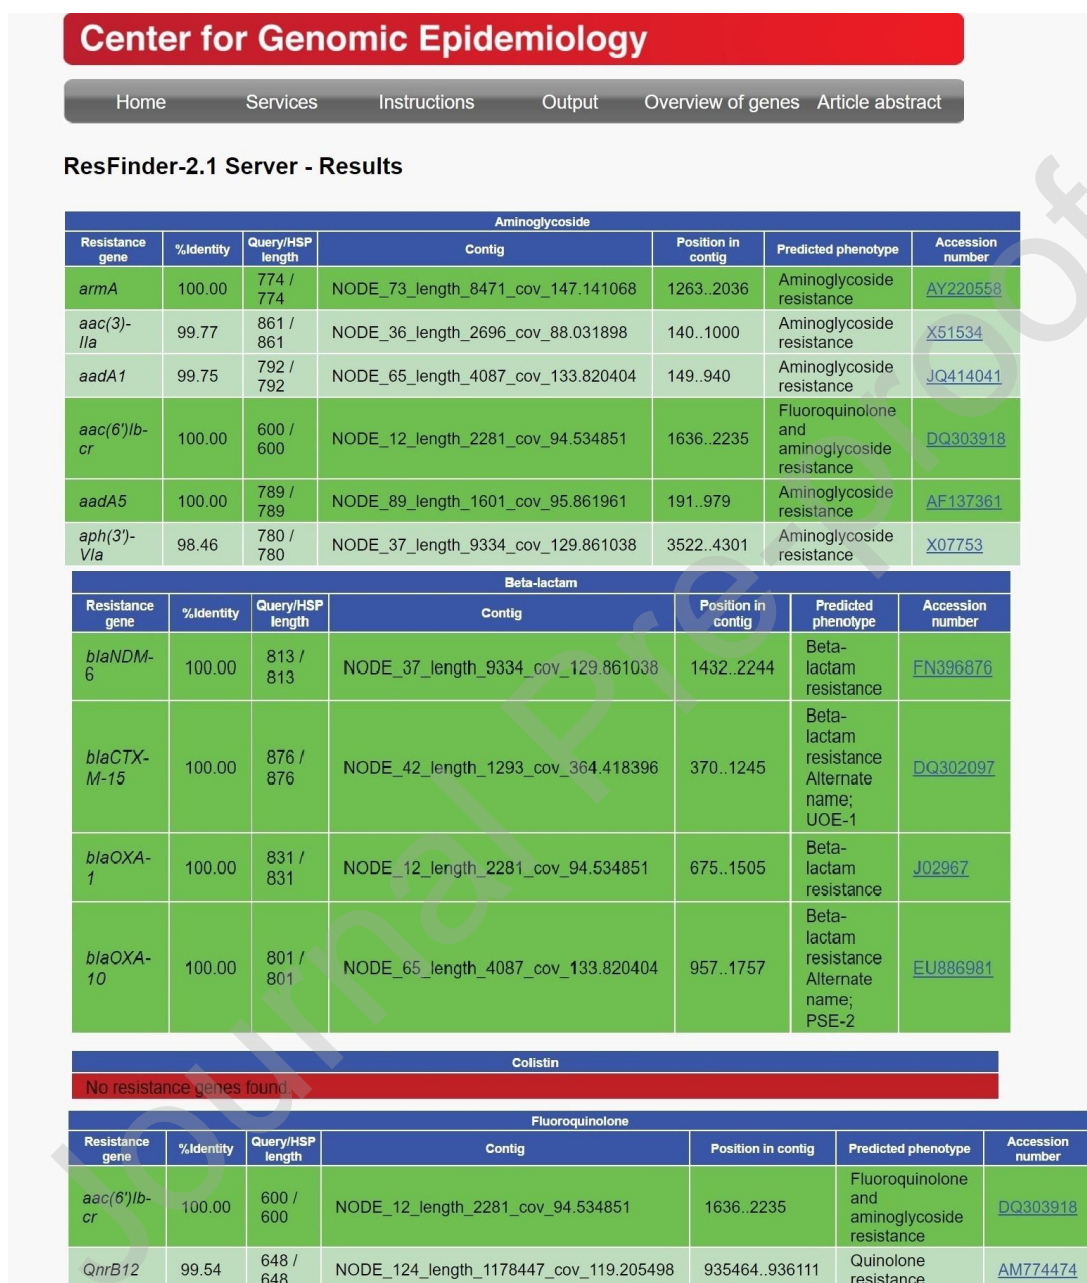 Center for Genomic Epidemiology
Home Services Instructions Output Overview of genes Article abstract
ResFinder-2.1 Server - Results
Aminoglycoside
Resistance gene %Identity Query/HSP length Contig Position in contig Predicted phenotype Accession number
armA 100.00 774 / 774 NODE_73_length_8471_cov_147.141068 1263..2036 Aminoglycoside resistance AY220558
aac(3)-IIa 99.77 861 / 861 NODE_36_length_2696_cov_88.031898 140..1000 Aminoglycoside resistance X51534
aadA1 99.75 792 / 792 NODE_65_length_4087_cov_133.820404 149..940 Aminoglycoside resistance JQ414041
aac(6')Ib-cr 100.00 600 / 600 NODE_12_length_2281_cov_94.534851 1636..2235 Fluoroquinolone and aminoglycoside resistance DQ303918
aadA5 100.00 789 / 789 NODE_89_length_1601_cov_95.861961 191..979 Aminoglycoside resistance AF137361
aph(3')-VIa 98.46 780 / 780 NODE_37_length_9334_cov_129.861038 3522..4301 Aminoglycoside resistance X07753
Beta-lactam
Resistance gene %Identity Query/HSP length Contig Position in contig Predicted phenotype Accession number
blaNDM-6 100.00 813 / 813 NODE_37_length_9334_cov_129.861038 1432..2244 Beta-lactam resistance FN396876
blaCTX-M-15 100.00 876 / 876 NODE_42_length_1293_cov_364.418396 370..1245 Beta-lactam resistance Alternate name; UOE-1 DQ302097
blaOXA-1 100.00 831 / 831 NODE_12_length_2281_cov_94.534851 675..1505 Beta-lactam resistance J02967
blaOXA-10 100.00 801 / 801 NODE_65_length_4087_cov_133.820404 957..1757 Beta-lactam resistance Alternate name; PSE-2 EU886981
Colistin
No resistance genes found.
Fluoroquinolone
Resistance gene %Identity Query/HSP length Contig Position in contig Predicted phenotype Accession number
aac(6')Ib-cr 100.00 600 / 600 NODE_12_length_2281_cov_94.534851 1636..2235 Fluoroquinolone and aminoglycoside resistance DQ303918
QnrB12 99.54 648 / 648 NODE_124_length_1178447_cov_119.205498 935464..936111 Quinolone resistance AM774474
Journal Pre-proof